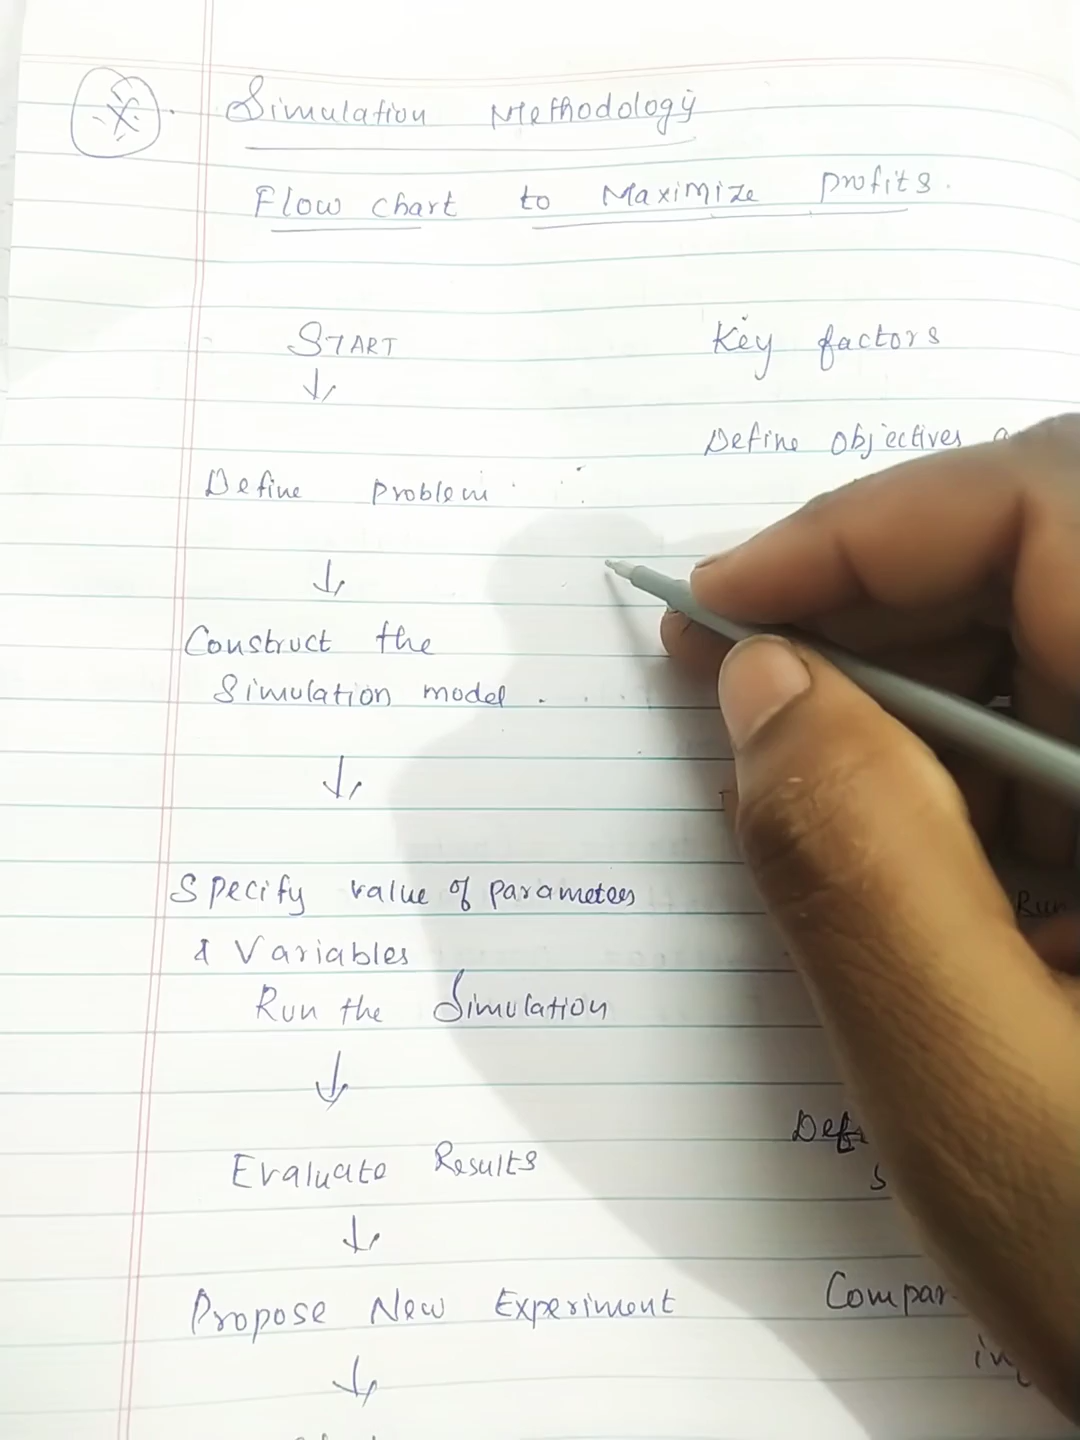 Simulation Methodology
Flow chart to Maximize profits.
START
Key factors
Define objectives
Define problem
Construct the
Simulation model
Specify value of parameters
& Variables
Run
Run the Simulation
Evaluate Results
Propose New Experiment
Compar